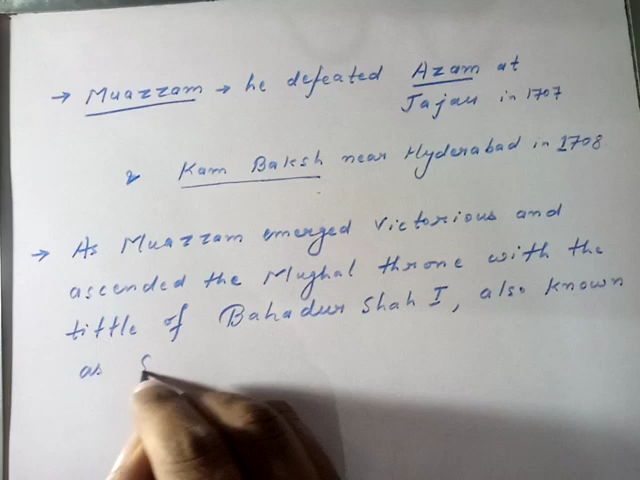 → Muazzam → he defeated Azam at
Jajau in 1707
& Kam Baksh near Hyderabad in 1708
→ As Muazzam emerged victorious and
ascended the Mughal throne with the
tittle of Bahadur Shah I, also known
as S